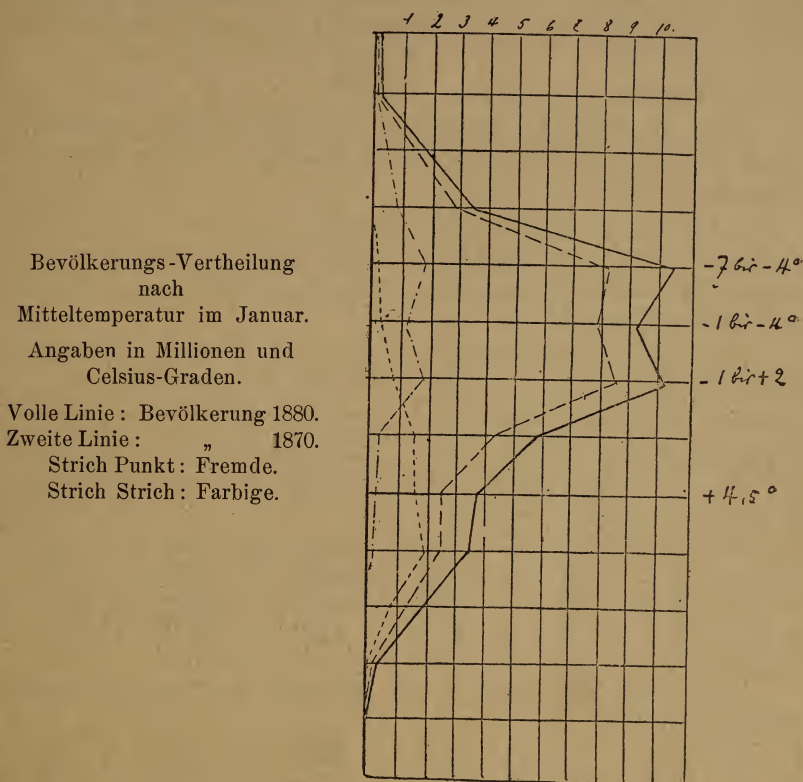 1 2 3 4 5 6 7 8 9 10.
Bevölkerungs-Vertheilung
nach
Mitteltemperatur im Januar.
Angaben in Millionen und
Celsius-Graden.
Volle Linie: Bevölkerung 1880.
Zweite Linie: „ 1870.
Strich Punkt: Fremde.
Strich Strich: Farbige.
-7 bis -4°
-1 bis -4°
-1 bis +2
+4,5°